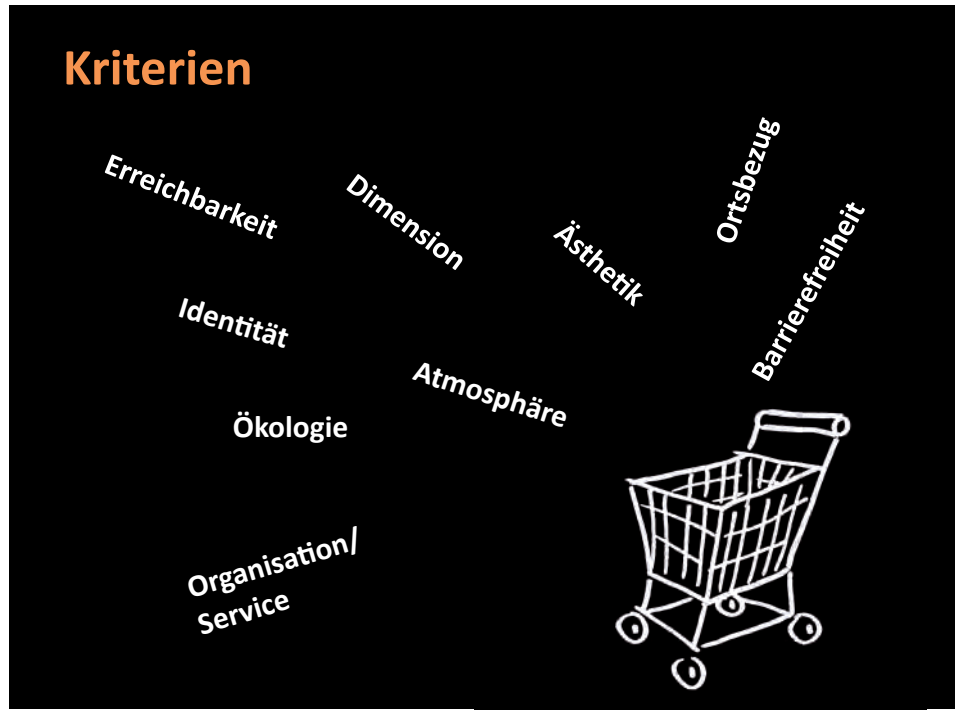 Kriterien
Erreichbarkeit
Dimension
Ästhetik
Ortsbezug
Barrierefreiheit
Identität
Atmosphäre
Ökologie
Organisation/
Service